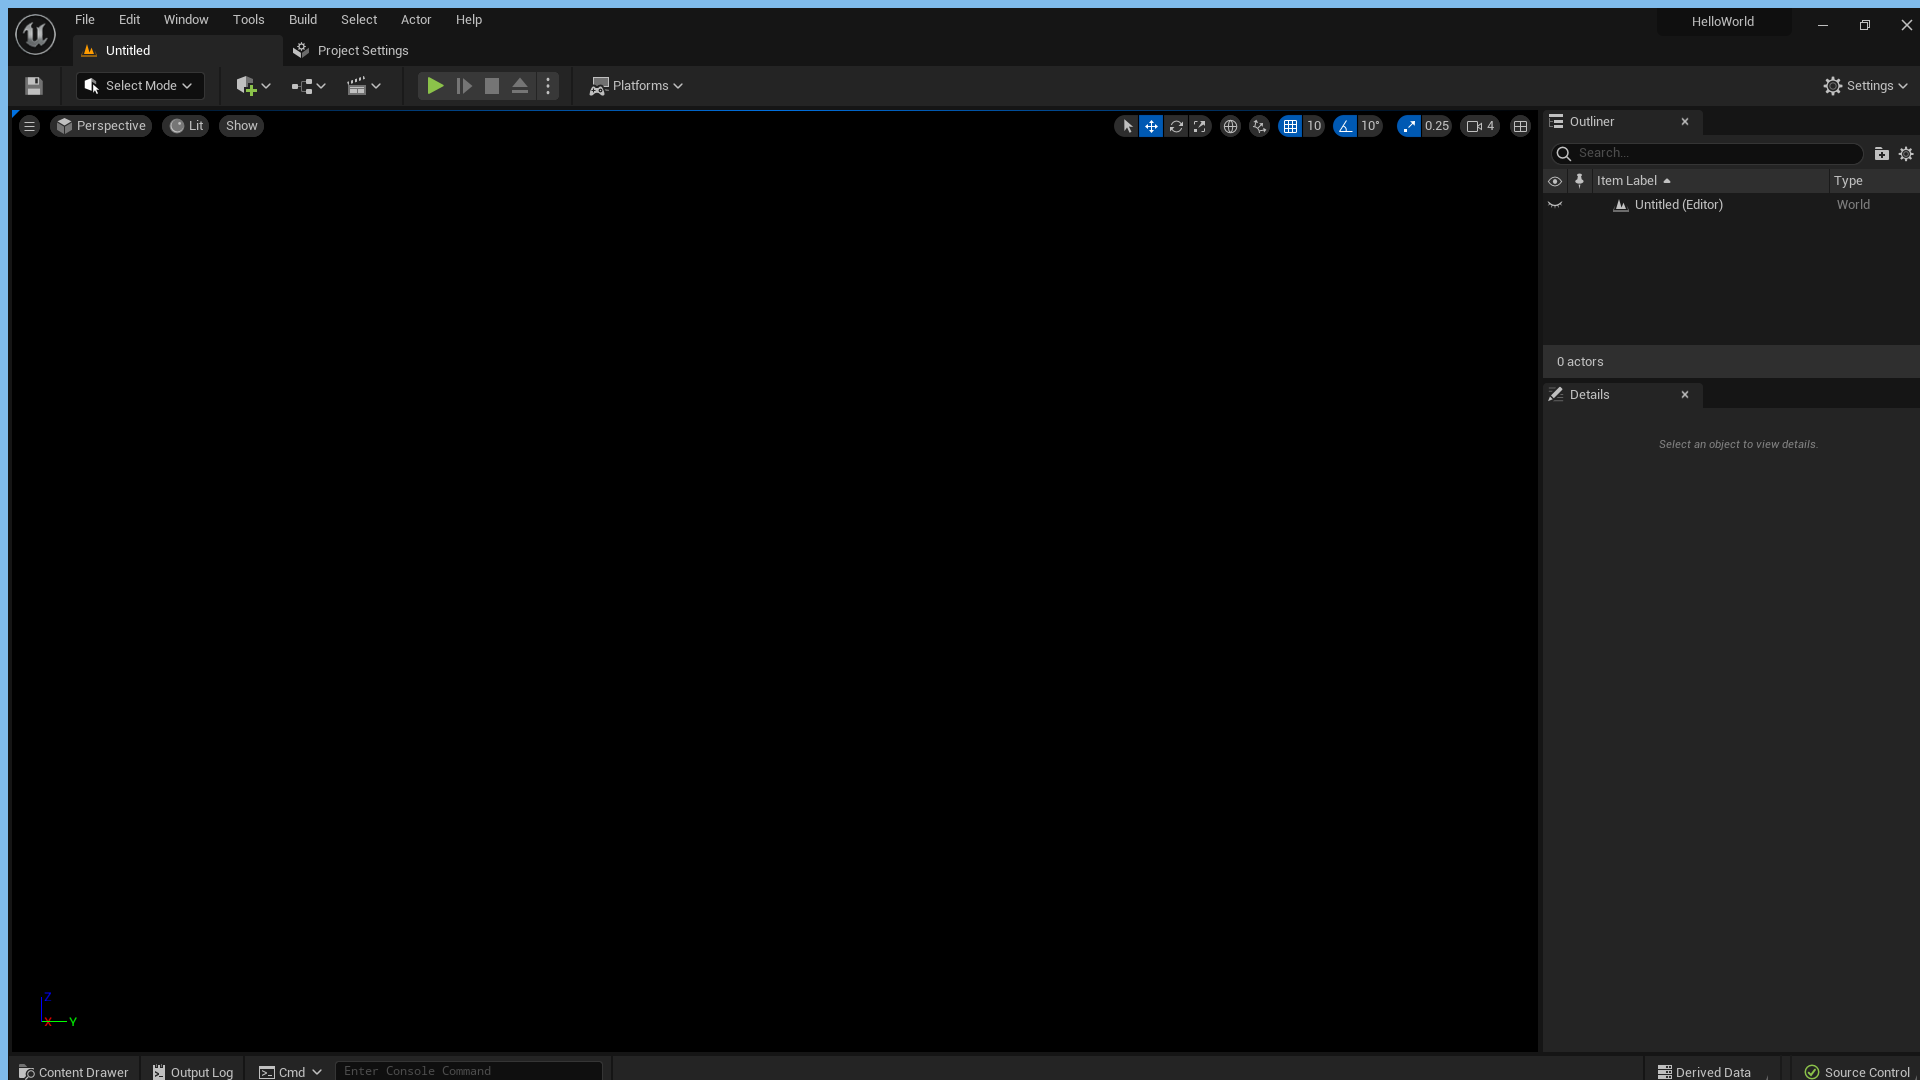 File Edit Window Tools Build Select Actor Help
HelloWorld
Untitled Project Settings
Select Mode Platforms Settings
Perspective Lit Show 10 10° 0.25 4
Outliner
Search...
Item Label Type
Untitled (Editor) World
0 actors
Details
Select an object to view details.
Z
X Y
Content Drawer Output Log Cmd Enter Console Command Derived Data Source Control